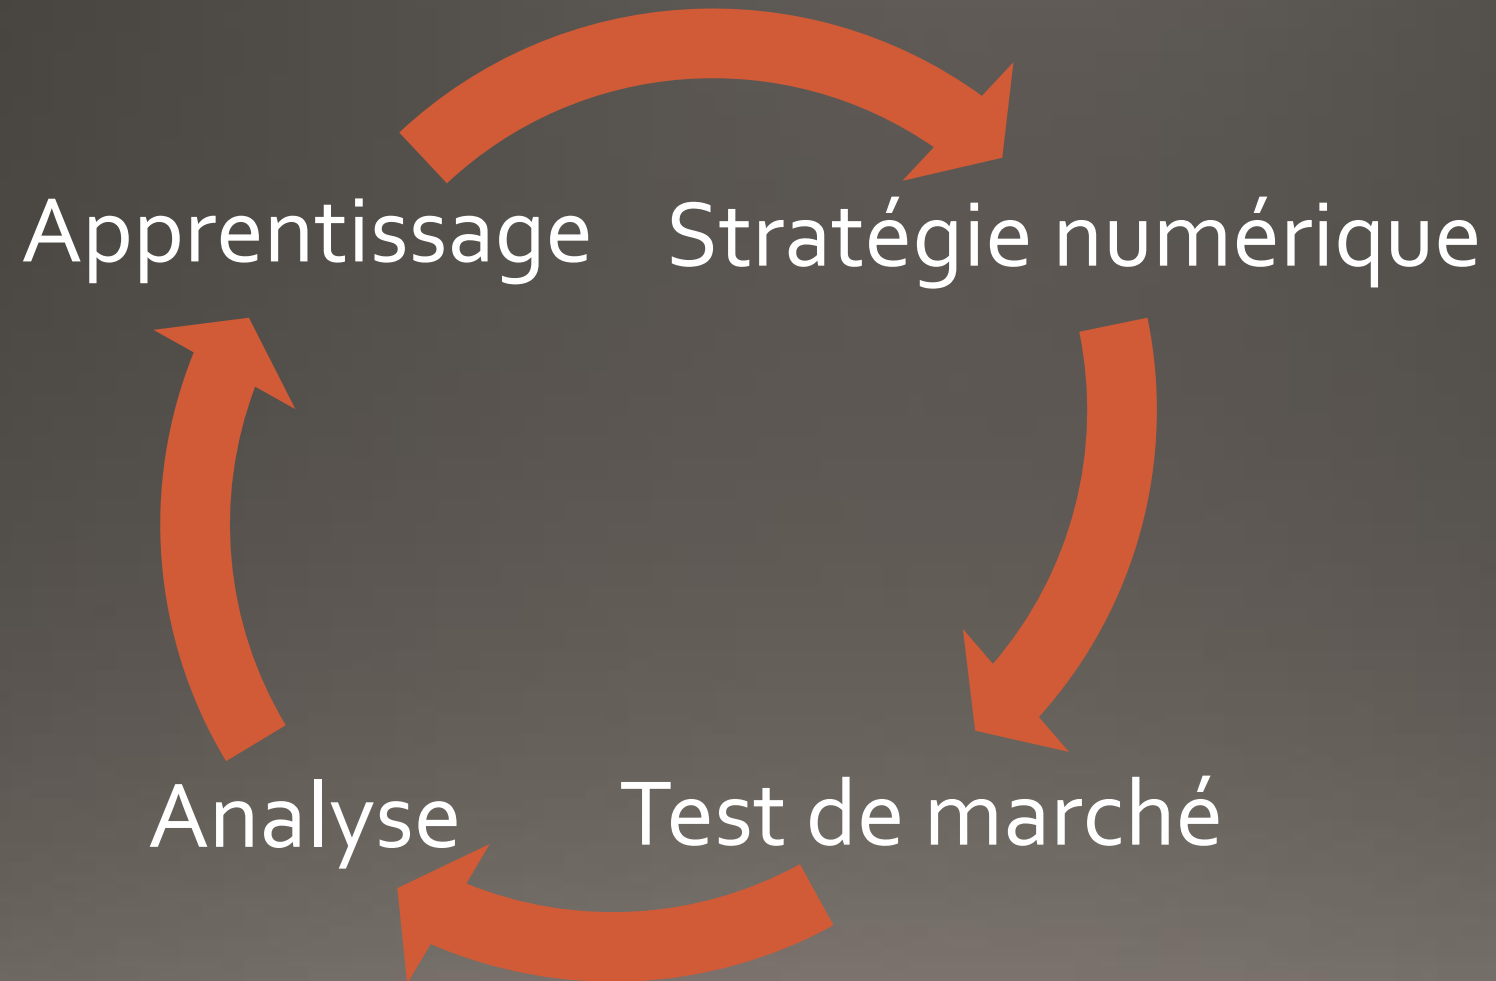 Apprentissage
Stratégie numérique
Analyse
Test de marché